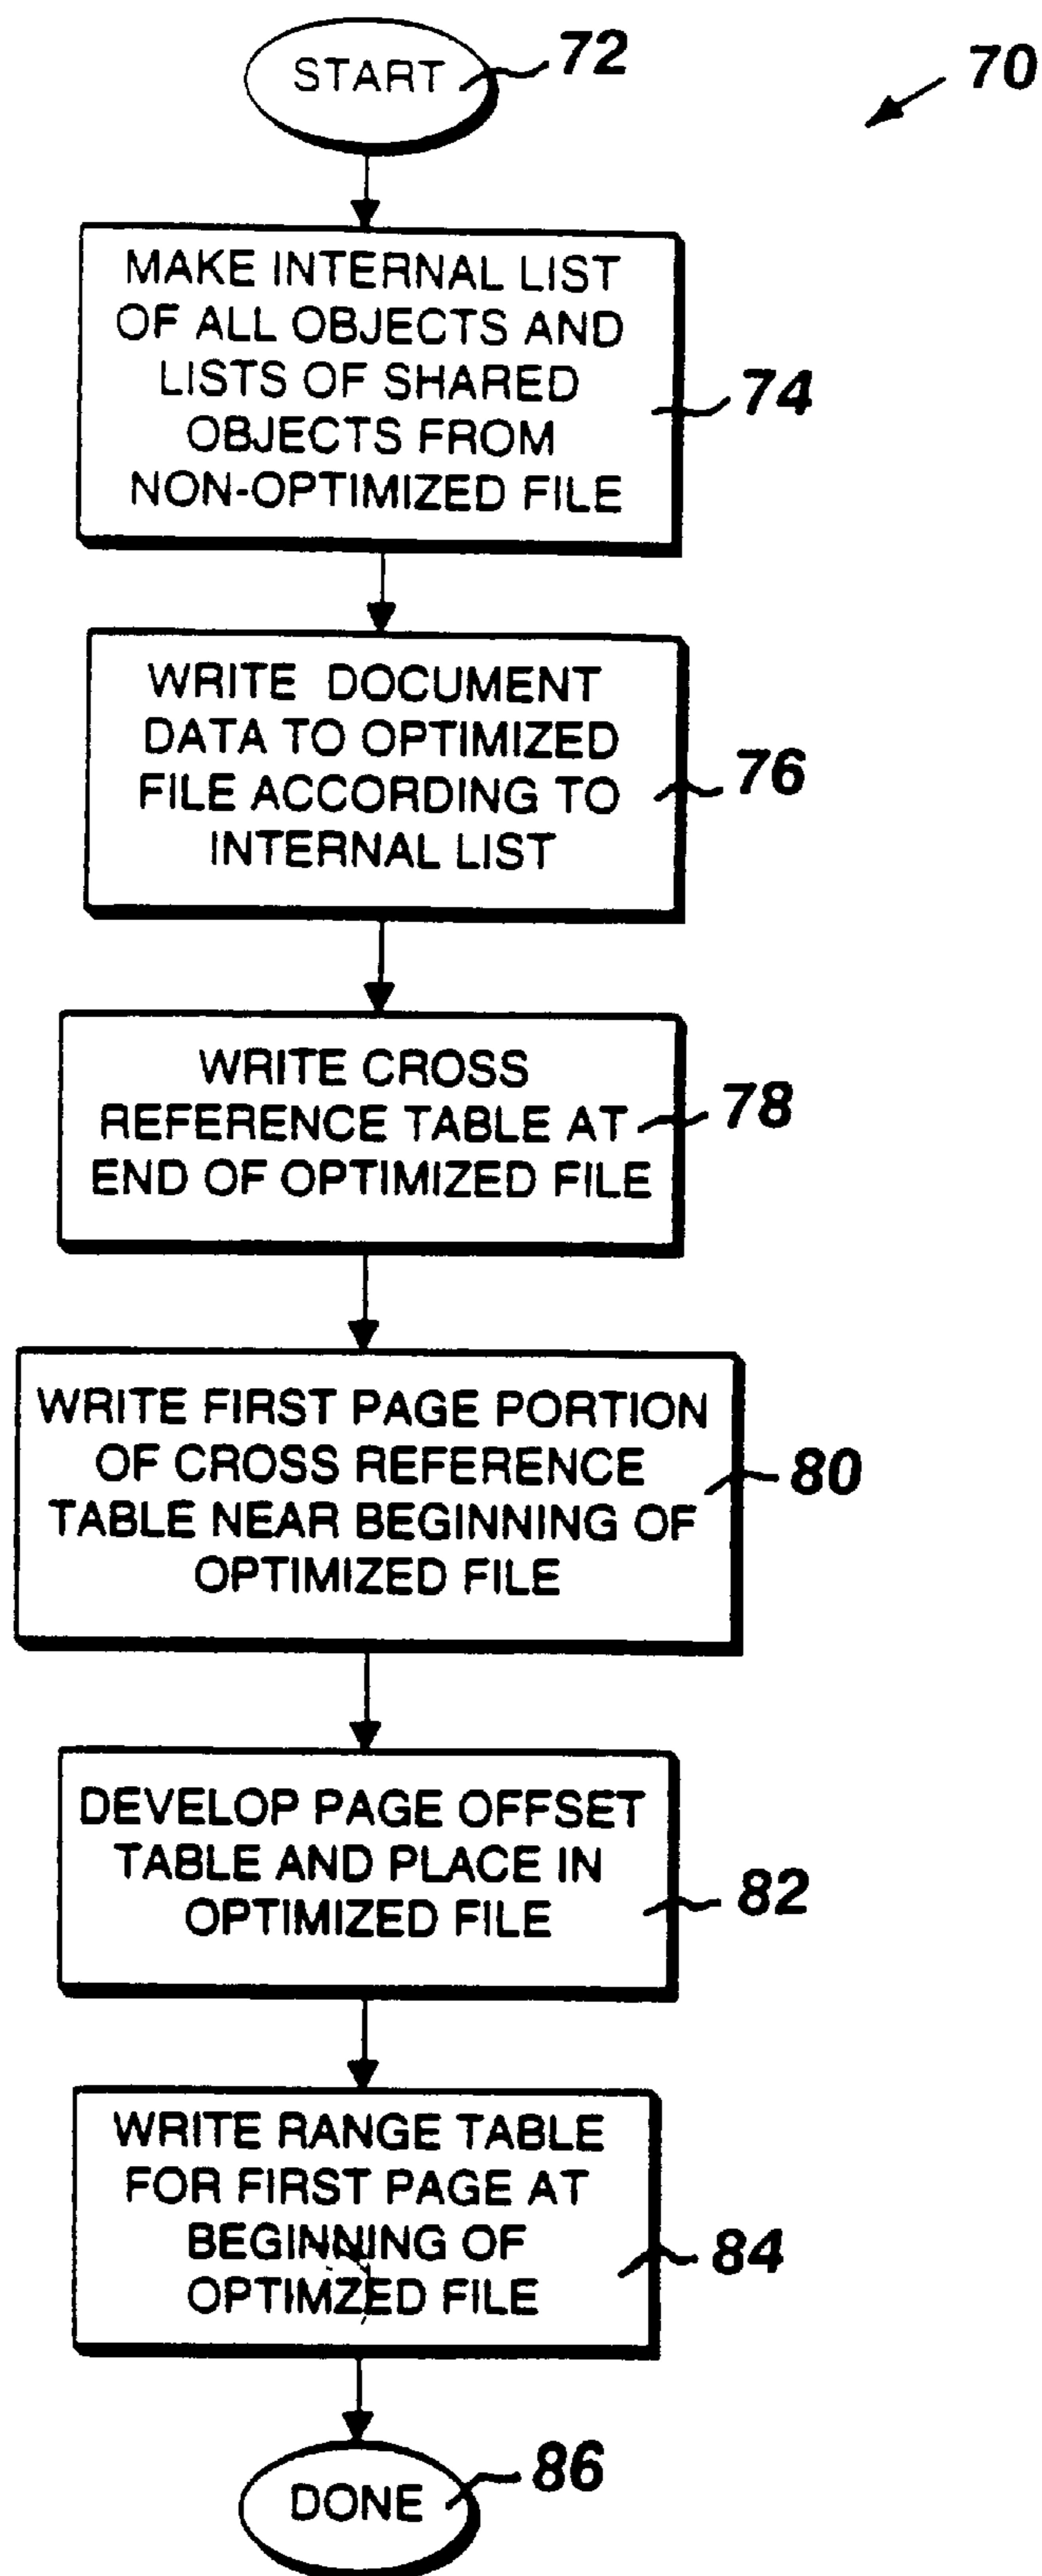 START
72
70
MAKE INTERNAL LIST
OF ALL OBJECTS AND
LISTS OF SHARED
OBJECTS FROM
NON-OPTIMIZED FILE
74
WRITE DOCUMENT
DATA TO OPTIMIZED
FILE ACCORDING TO
INTERNAL LIST
76
WRITE CROSS
REFERENCE TABLE AT
END OF OPTIMIZED FILE
78
WRITE FIRST PAGE PORTION
OF CROSS REFERENCE
TABLE NEAR BEGINNING OF
OPTIMIZED FILE
80
DEVELOP PAGE OFFSET
TABLE AND PLACE IN
OPTIMIZED FILE
82
WRITE RANGE TABLE
FOR FIRST PAGE AT
BEGINNING OF
OPTIMZED FILE
84
DONE
86